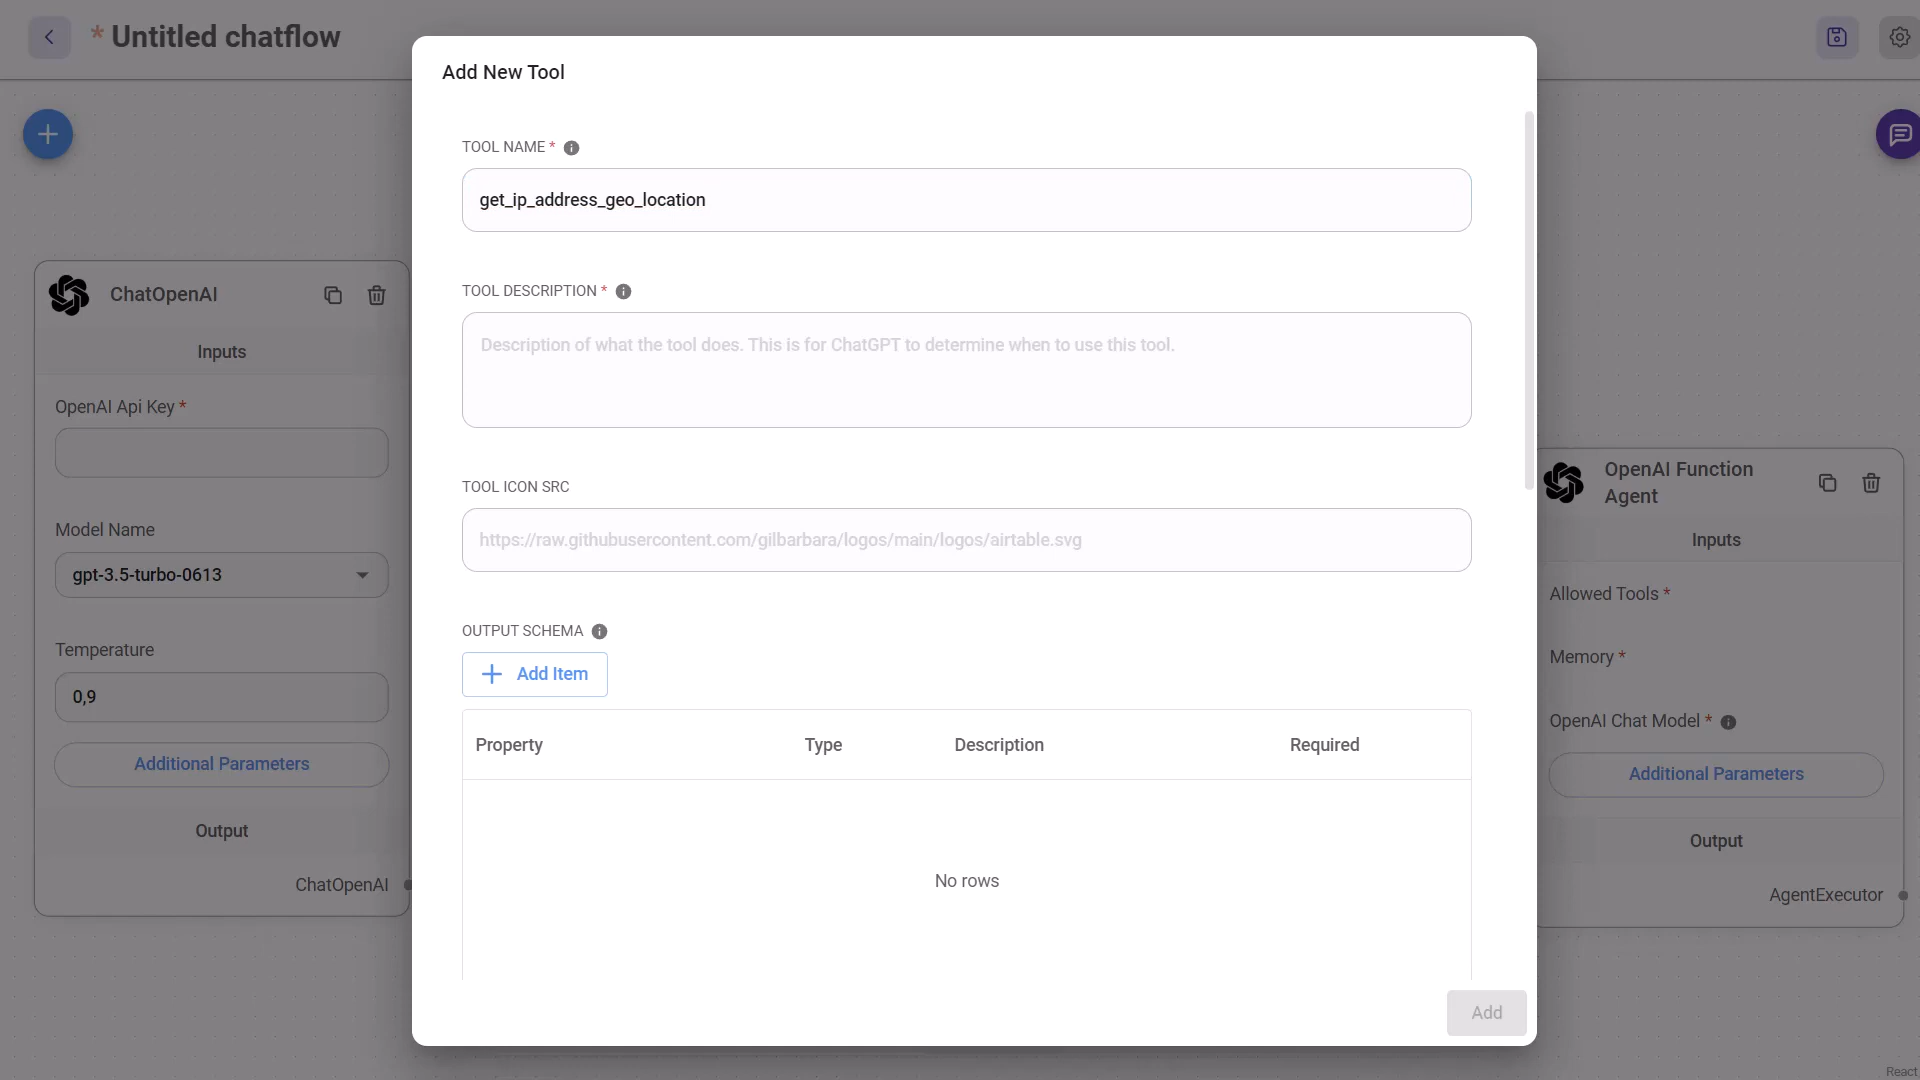 * Untitled chatflow
Add New Tool
TOOL NAME *
get_ip_address_geo_location
TOOL DESCRIPTION *
Description of what the tool does. This is for ChatGPT to determine when to use this tool.
TOOL ICON SRC
https://raw.githubusercontent.com/gilbarbara/logos/main/logos/airtable.svg
OUTPUT SCHEMA
Add Item
Property Type Description Required
No rows
Add
ChatOpenAI
Inputs
OpenAI Api Key *
Model Name
gpt-3.5-turbo-0613
Temperature
0,9
Additional Parameters
Output
ChatOpenAI
OpenAI Function
Agent
Inputs
Allowed Tools *
Memory *
OpenAI Chat Model *
Additional Parameters
Output
AgentExecutor
React